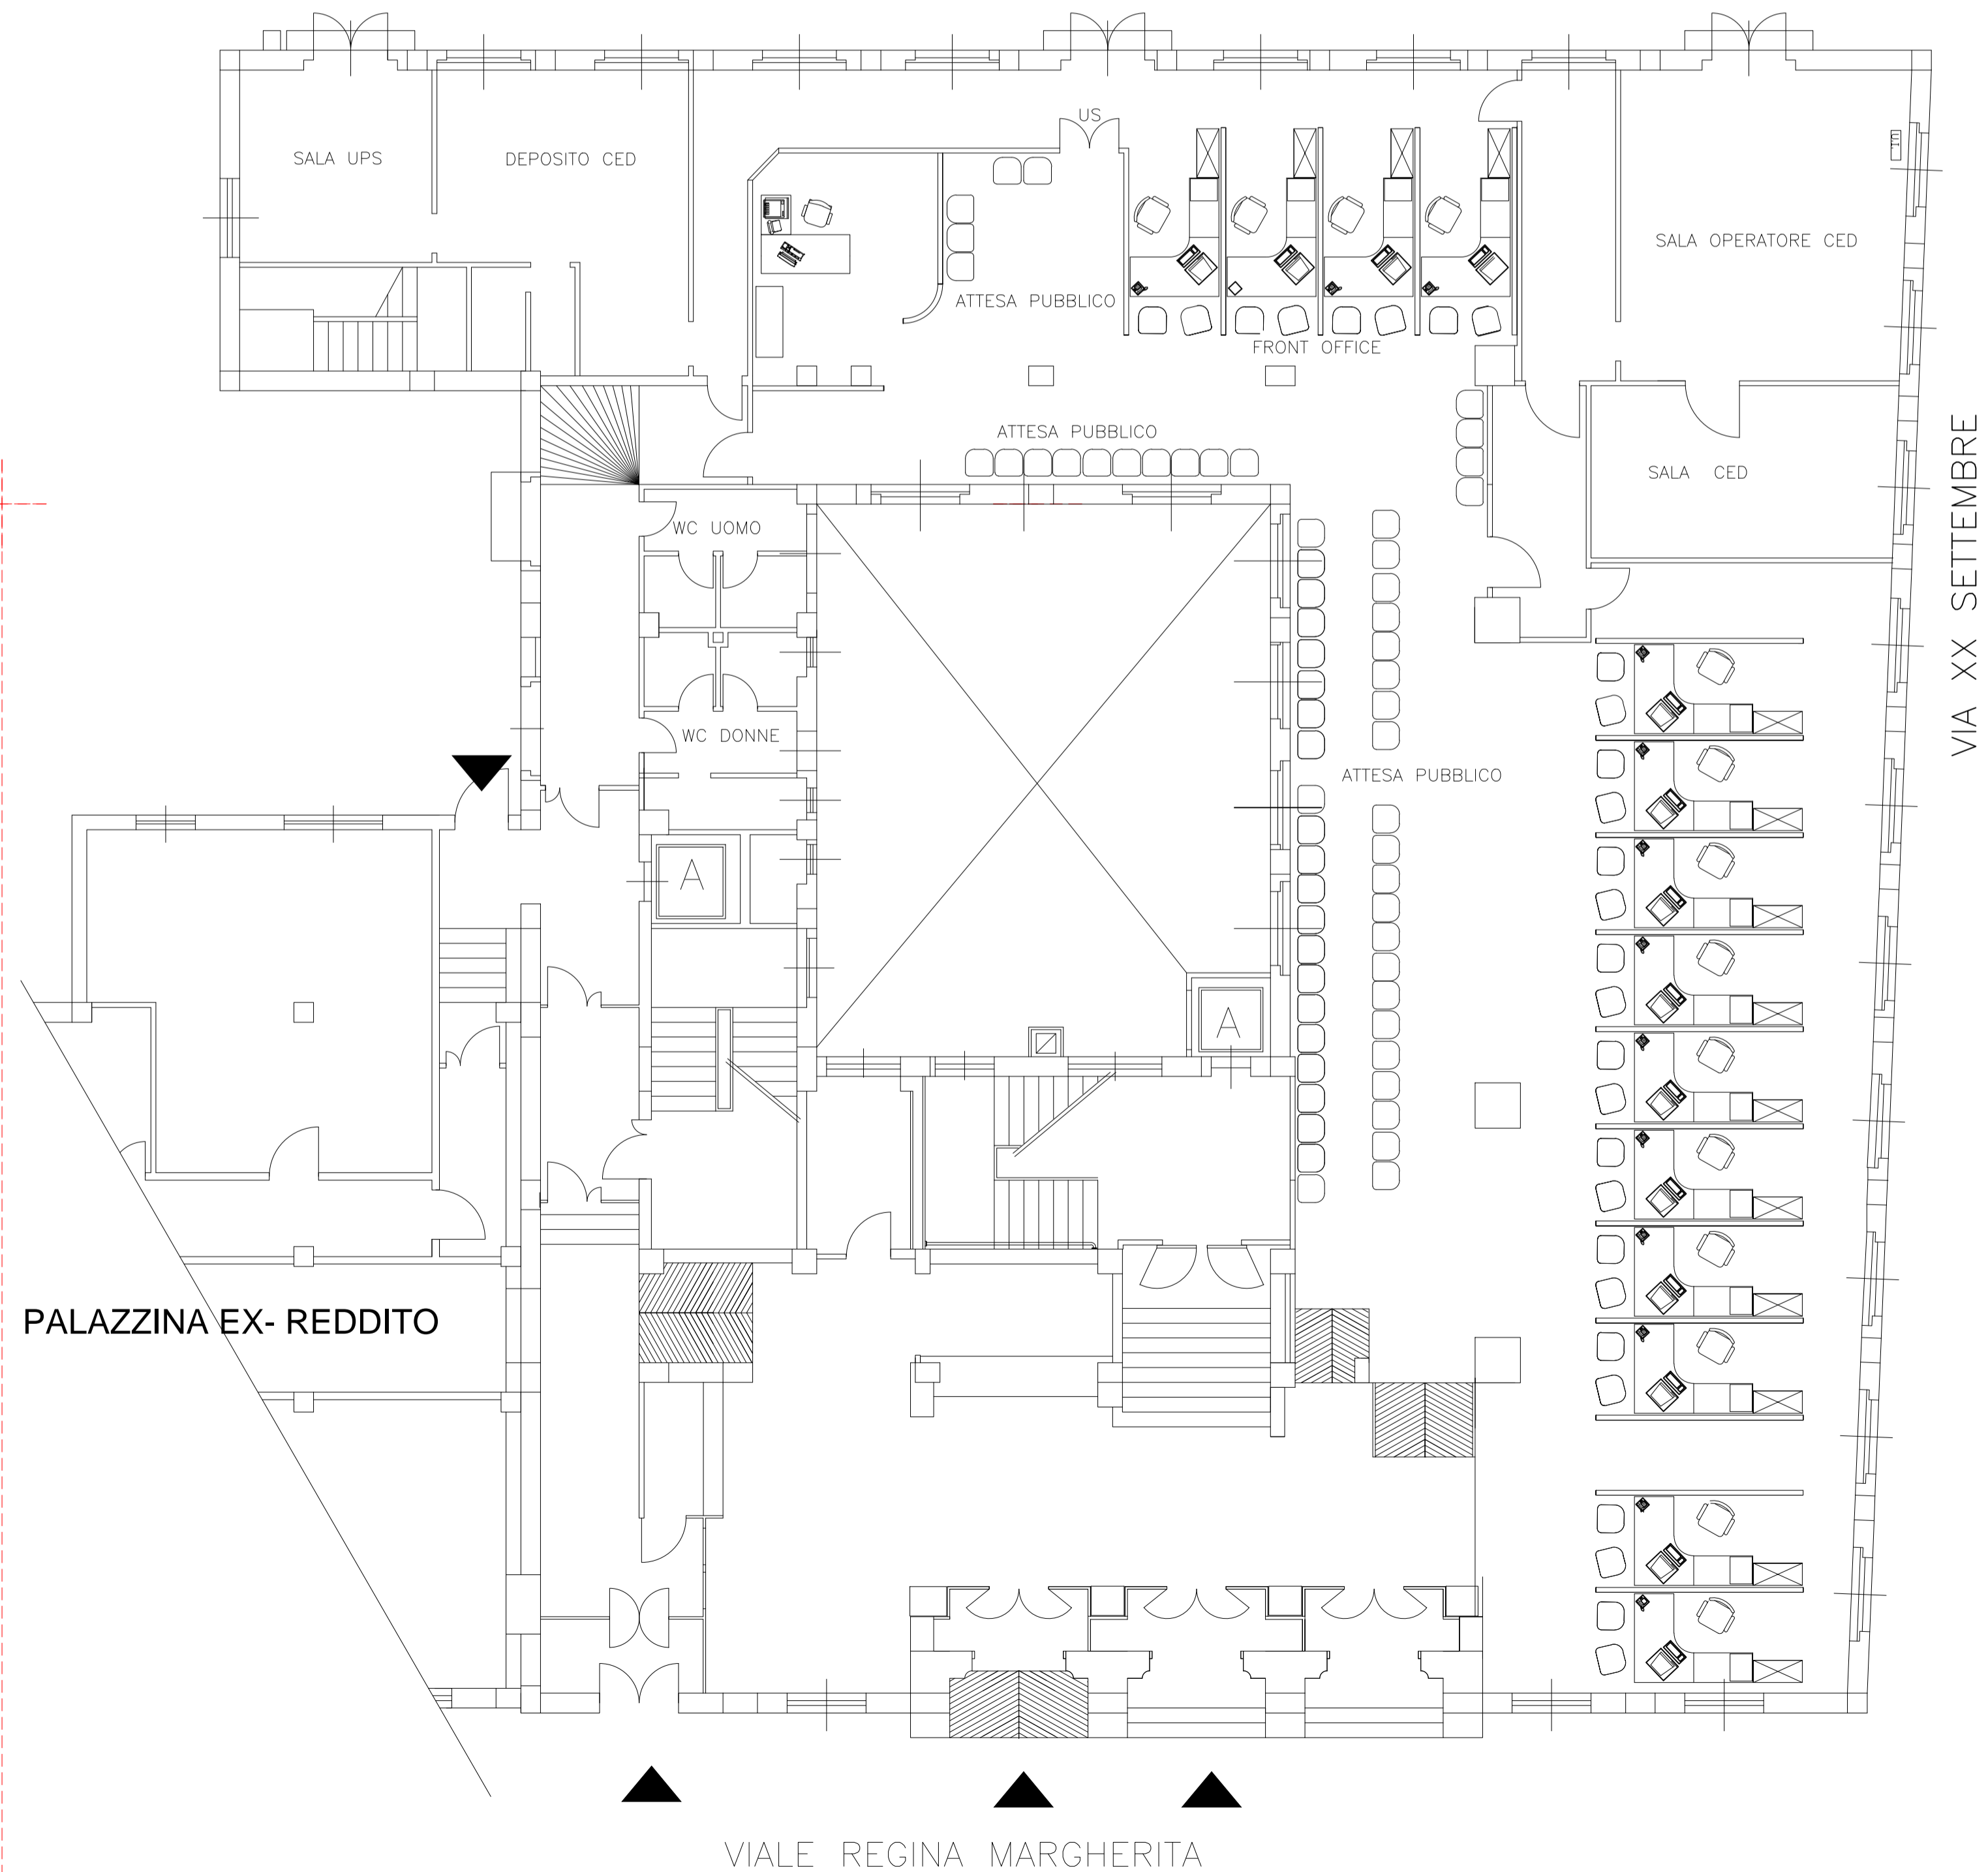 US
SALA UPS
DEPOSITO CED
SALA OPERATORE CED
ATTESA PUBBLICO
FRONT OFFICE
ATTESA PUBBLICO
SALA CED
WC UOMO
VIA XX SETTEMBRE
WC DONNE
ATTESA PUBBLICO
A
A
PALAZZINA EX- REDDITO
VIALE REGINA MARGHERITA